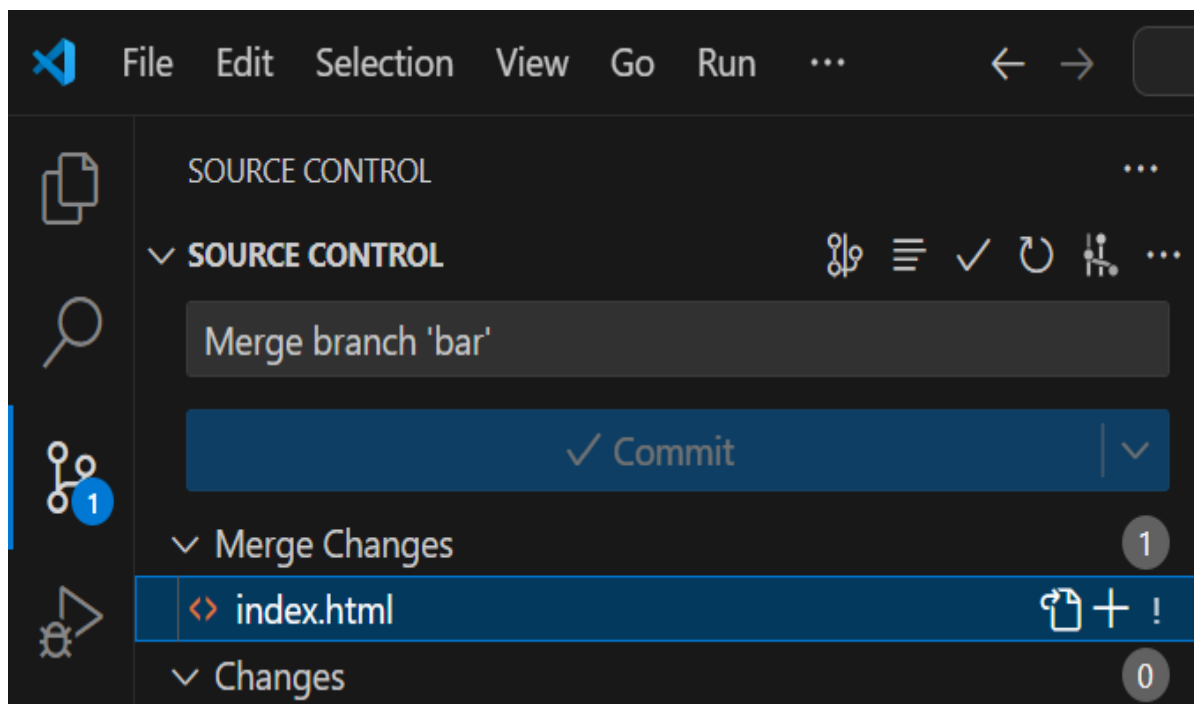 File Edit Selection View Go Run ...
SOURCE CONTROL ...
SOURCE CONTROL ...
Merge branch 'bar'
Commit
1
Merge Changes 1
index.html !
Changes 0